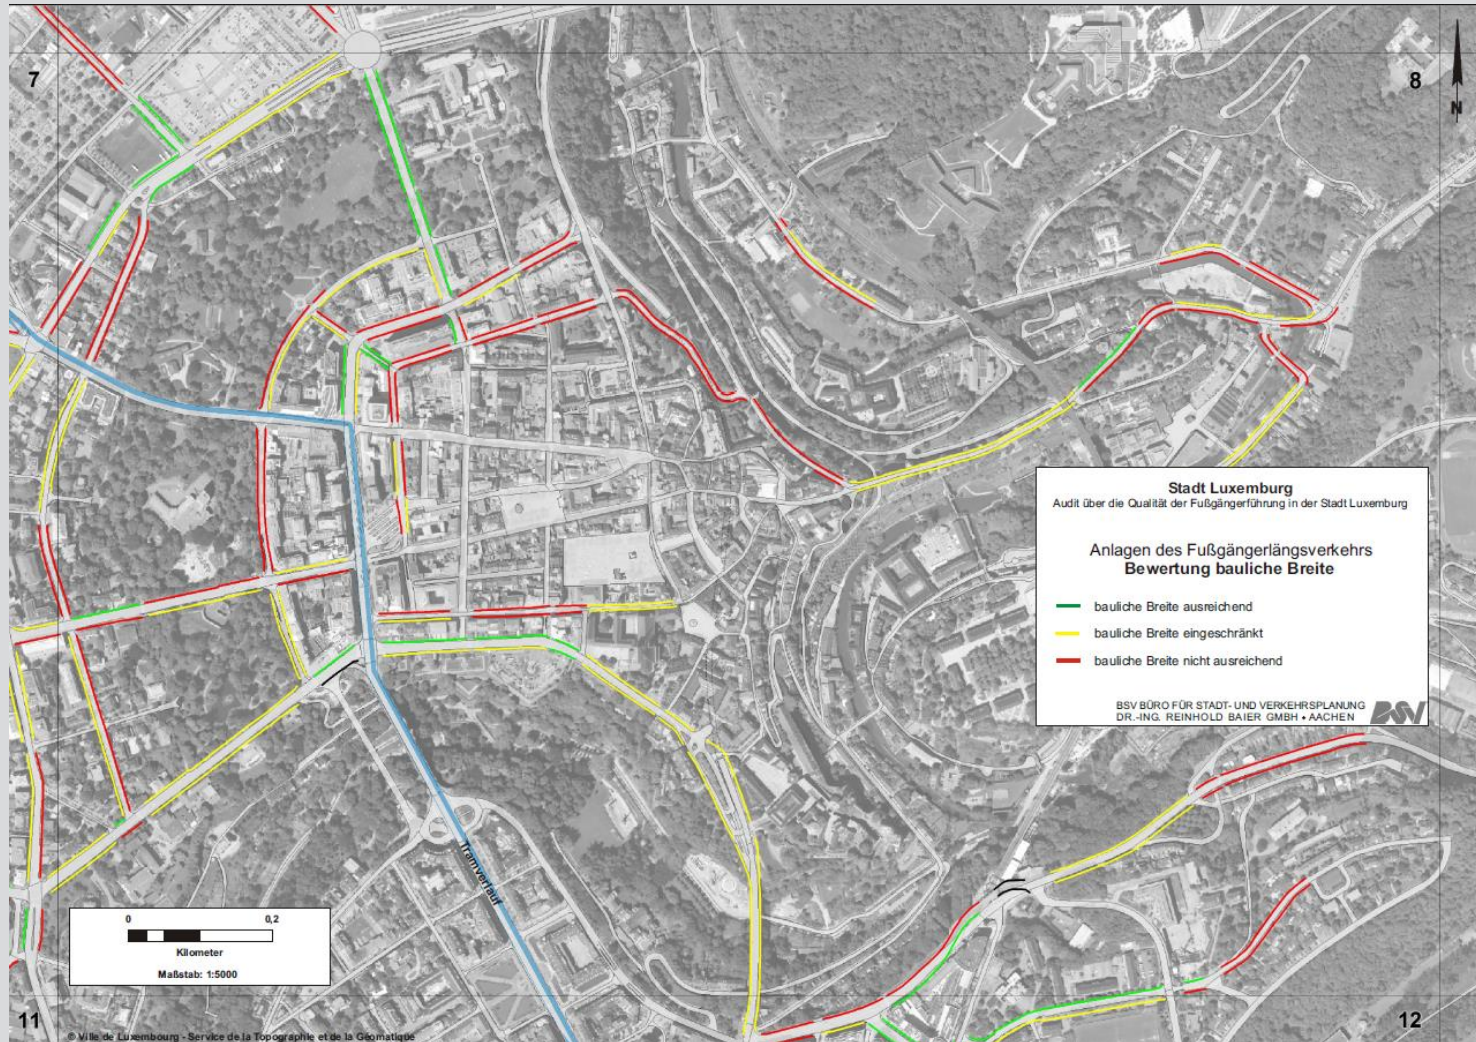 7
8
N
Stadt Luxemburg
Audit über die Qualität der Fußgängerführung in der Stadt Luxemburg
Anlagen des Fußgängerlängsverkehrs
Bewertung bauliche Breite
bauliche Breite ausreichend
bauliche Breite eingeschränkt
bauliche Breite nicht ausreichend
BSV BÜRO FÜR STADT- UND VERKEHRSPLANUNG
DR.-ING. REINHOLD BAIER GMBH • AACHEN
BSV
Tramverlauf
0 0,2
Kilometer
Maßstab: 1:5000
11
12
© Ville de Luxembourg - Service de la Topographie et de la Géomatique